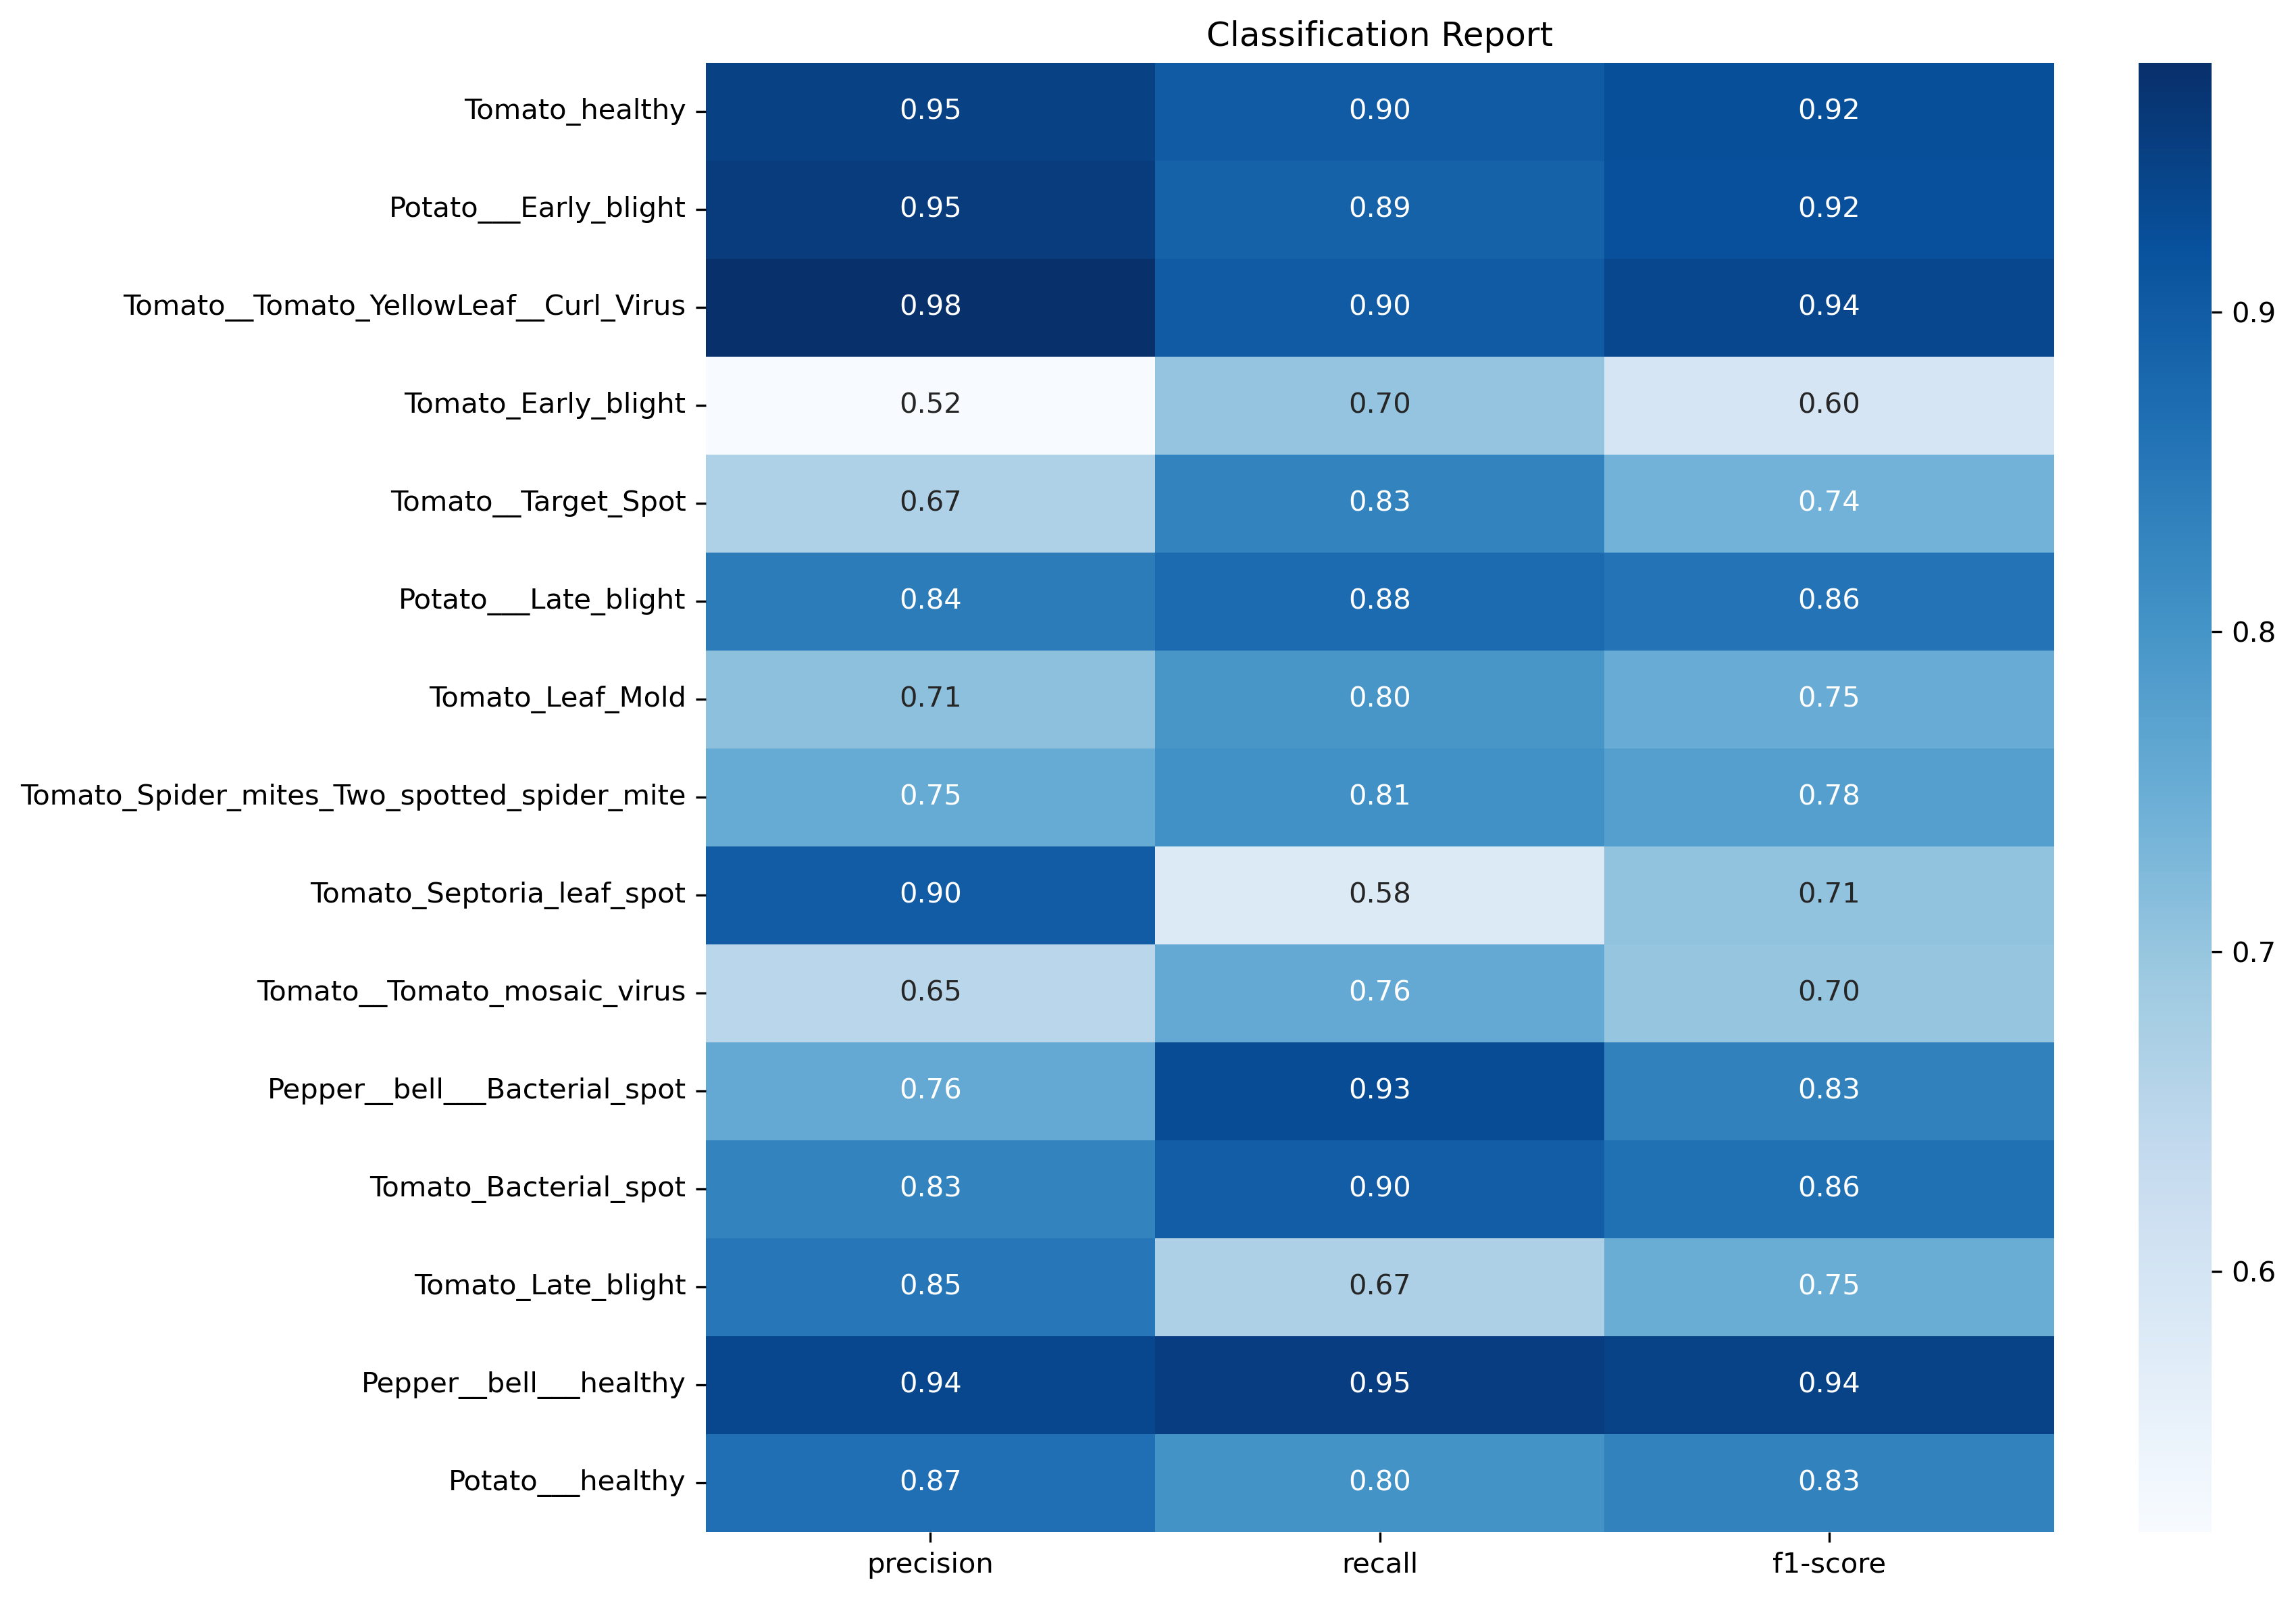 Classification Report
Tomato_healthy 0.95 0.90 0.92
Potato___Early_blight 0.95 0.89 0.92
Tomato__Tomato_YellowLeaf__Curl_Virus 0.98 0.90 0.94
0.9
Tomato_Early_blight 0.52 0.70 0.60
Tomato__Target_Spot 0.67 0.83 0.74
Potato___Late_blight 0.84 0.88 0.86
0.8
Tomato_Leaf_Mold 0.71 0.80 0.75
Tomato_Spider_mites_Two_spotted_spider_mite 0.75 0.81 0.78
Tomato_Septoria_leaf_spot 0.90 0.58 0.71
0.7
Tomato__Tomato_mosaic_virus 0.65 0.76 0.70
Pepper__bell___Bacterial_spot 0.76 0.93 0.83
Tomato_Bacterial_spot 0.83 0.90 0.86
0.6
Tomato_Late_blight 0.85 0.67 0.75
Pepper__bell___healthy 0.94 0.95 0.94
Potato___healthy 0.87 0.80 0.83
precision recall f1-score